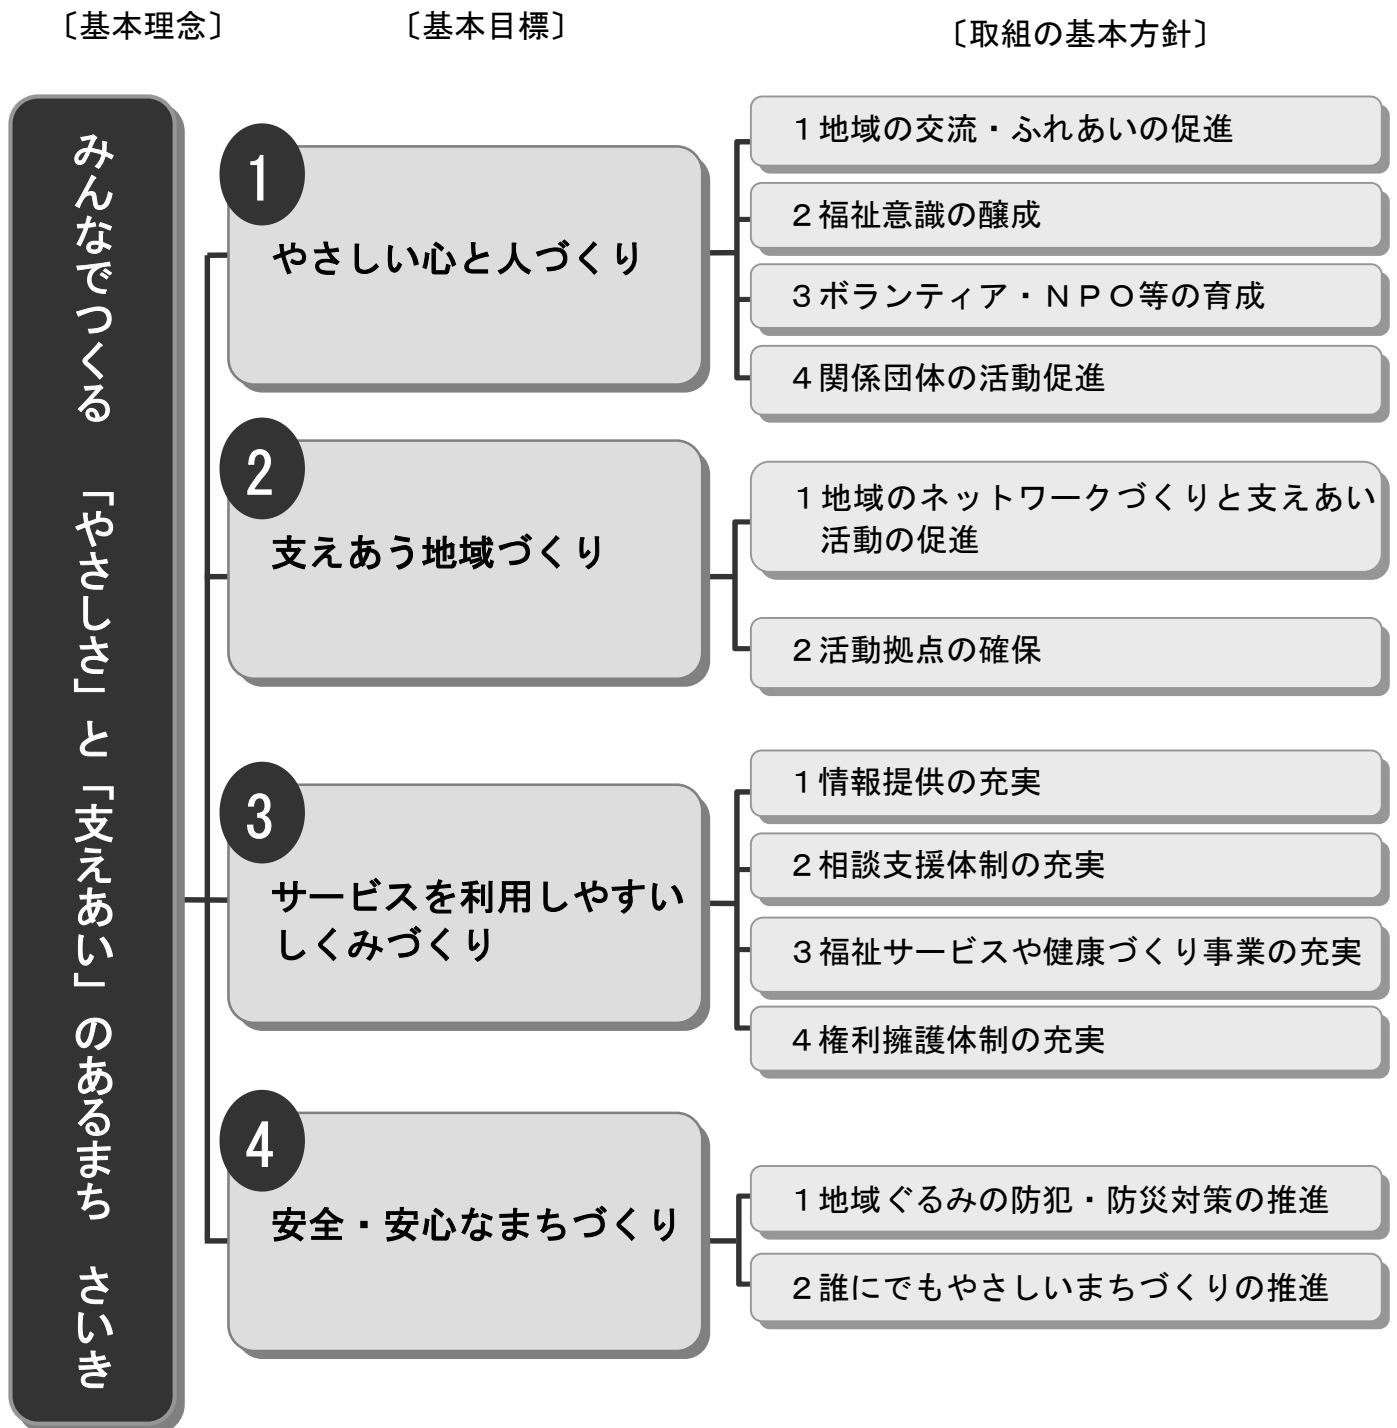 〔基本理念〕
〔基本目標〕
〔取組の基本方針〕
みんなでつくる 「やさしさ」と「支えあい」のあるまち さいき
1
やさしい心と人づくり
1地域の交流・ふれあいの促進
2福祉意識の醸成
3ボランティア・NPO等の育成
4関係団体の活動促進
2
支えあう地域づくり
1地域のネットワークづくりと支えあい
活動の促進
2活動拠点の確保
3
サービスを利用しやすい
しくみづくり
1情報提供の充実
2相談支援体制の充実
3福祉サービスや健康づくり事業の充実
4権利擁護体制の充実
4
安全・安心なまちづくり
1地域ぐるみの防犯・防災対策の推進
2誰にでもやさしいまちづくりの推進